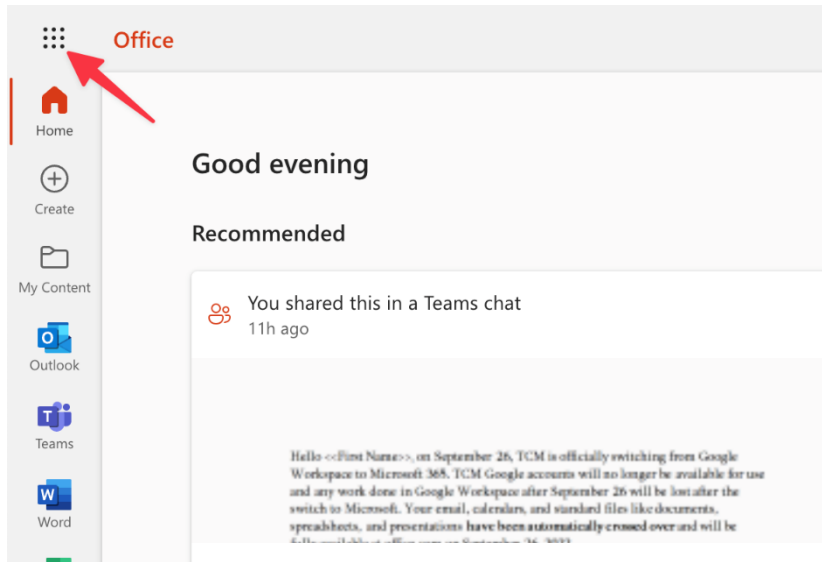 Office
Home
Good evening
Create
Recommended
My Content
You shared this in a Teams chat
11h ago
Outlook
Teams
Word
Hello <<First Name>>, on September 26, TCM is officially switching from Google
Workspace to Microsoft 365. TCM Google accounts will no longer be available for use
and any work done in Google Workspace after September 26 will be lost after the
switch to Microsoft. Your email, calendars, and standard files like documents,
spreadsheets, and presentations have been automatically crossed over and will be